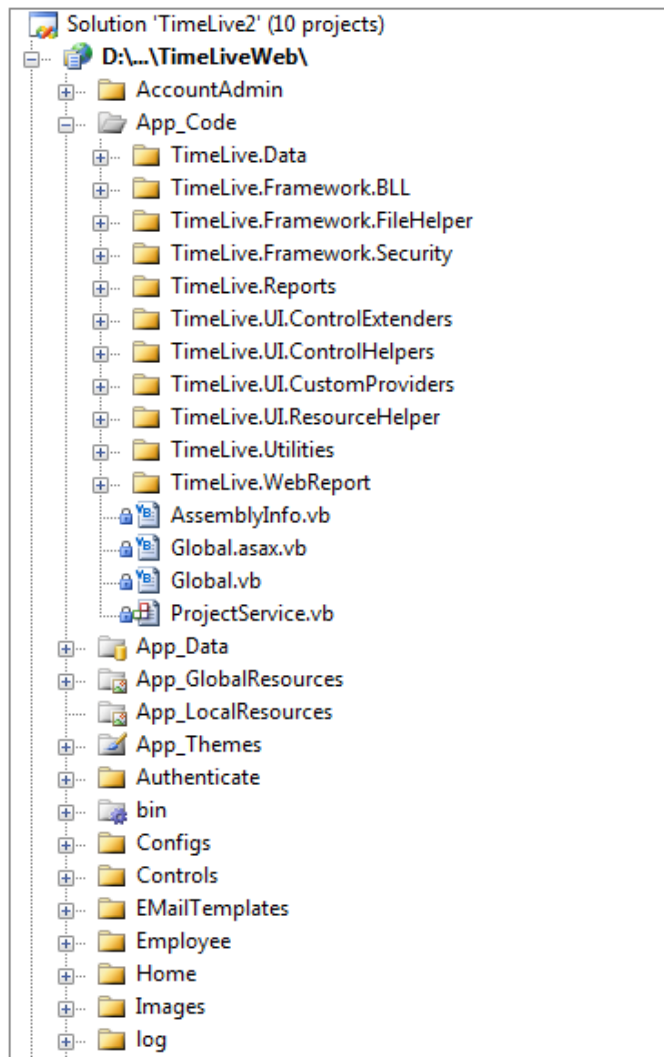 Solution 'TimeLive2' (10 projects)
D:\...\TimeLiveWeb\
AccountAdmin
App_Code
TimeLive.Data
TimeLive.Framework.BLL
TimeLive.Framework.FileHelper
TimeLive.Framework.Security
TimeLive.Reports
TimeLive.UI.ControlExtenders
TimeLive.UI.ControlHelpers
TimeLive.UI.CustomProviders
TimeLive.UI.ResourceHelper
TimeLive.Utilities
TimeLive.WebReport
AssemblyInfo.vb
Global.asax.vb
Global.vb
ProjectService.vb
App_Data
App_GlobalResources
App_LocalResources
App_Themes
Authenticate
bin
Configs
Controls
EMailTemplates
Employee
Home
Images
log